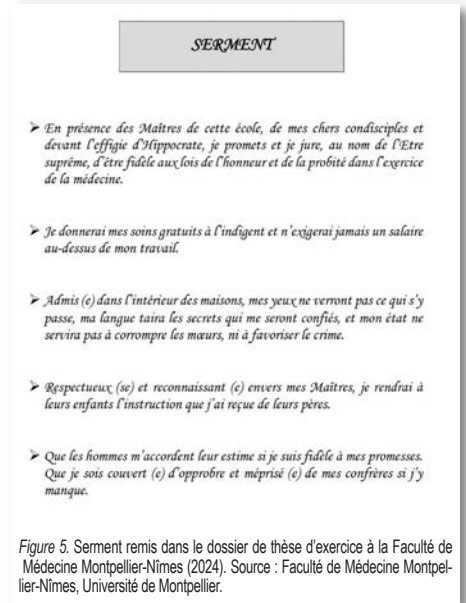 SERMENT
➢ En présence des Maîtres de cette école, de mes chers condisciples et
devant l'effigie d'Hippocrate, je promets et je jure, au nom de l'Etre
suprême, d'être fidèle aux lois de l'honneur et de la probité dans l'exercice
de la médecine.
➢ Je donnerai mes soins gratuits à l'indigent et n'exigerai jamais un salaire
au-dessus de mon travail.
➢ Admis (e) dans l'intérieur des maisons, mes yeux ne verront pas ce qui s'y
passe, ma langue taira les secrets qui me seront confiés, et mon état ne
servira pas à corrompre les mœurs, ni à favoriser le crime.
➢ Respectueux (se) et reconnaissant (e) envers mes Maîtres, je rendrai à
leurs enfants l'instruction que j'ai reçue de leurs pères.
➢ Que les hommes m'accordent leur estime si je suis fidèle à mes promesses.
Que je sois couvert (e) d'opprobre et méprisé (e) de mes confrères si j'y
manque.
Figure 5. Serment remis dans le dossier de thèse d'exercice à la Faculté de
Médecine Montpellier-Nîmes (2024). Source : Faculté de Médecine Montpel-
lier-Nîmes, Université de Montpellier.